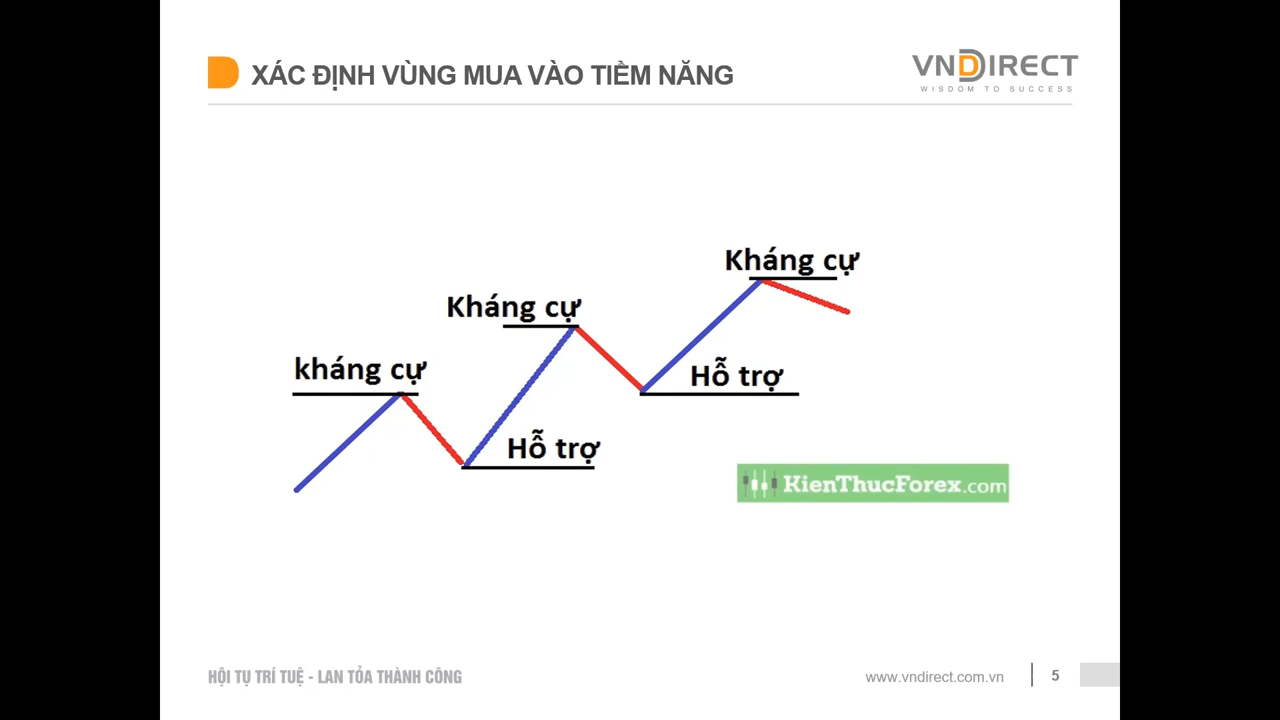 XÁC ĐỊNH VÙNG MUA VÀO TIỀM NĂNG
VNDIRECT
WISDOM TO SUCCESS
Kháng cự
Kháng cự
kháng cự
Hỗ trợ
Hỗ trợ
KienThucForex.com
HỘI TỤ TRÍ TUỆ - LAN TỎA THÀNH CÔNG
www.vndirect.com.vn
5